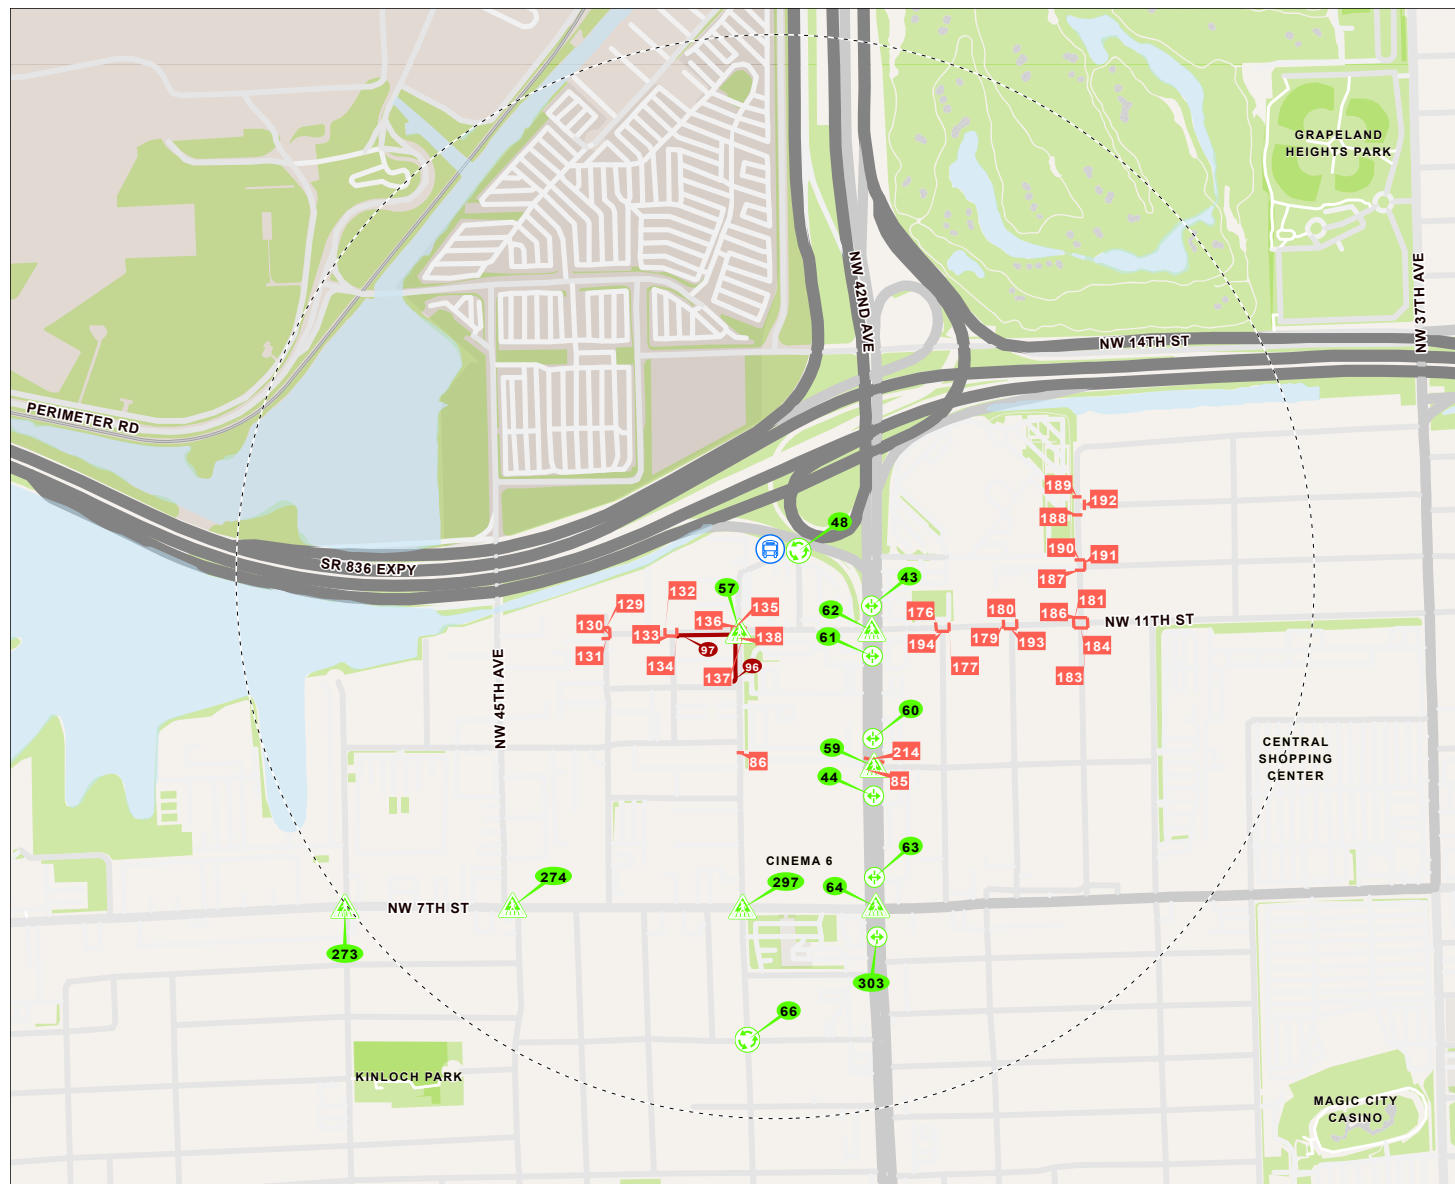 GRAPELAND
HEIGHTS PARK
NW 42ND AVE
NW 37TH AVE
NW 14TH ST
PERIMETER RD
189
192
188
48
190
191
SR 836 EXPY
187
57
43
132
129
135
62
176
180
186
181
130
136
NW 11TH ST
133
138
61
194
179
193
184
131
97
134
96
177
137
183
NW 45TH AVE
60
59
214
CENTRAL
SHOPPING
CENTER
86
44
85
63
CINEMA 6
274
297
64
NW 7TH ST
273
303
66
KINLOCH PARK
MAGIC CITY
CASINO